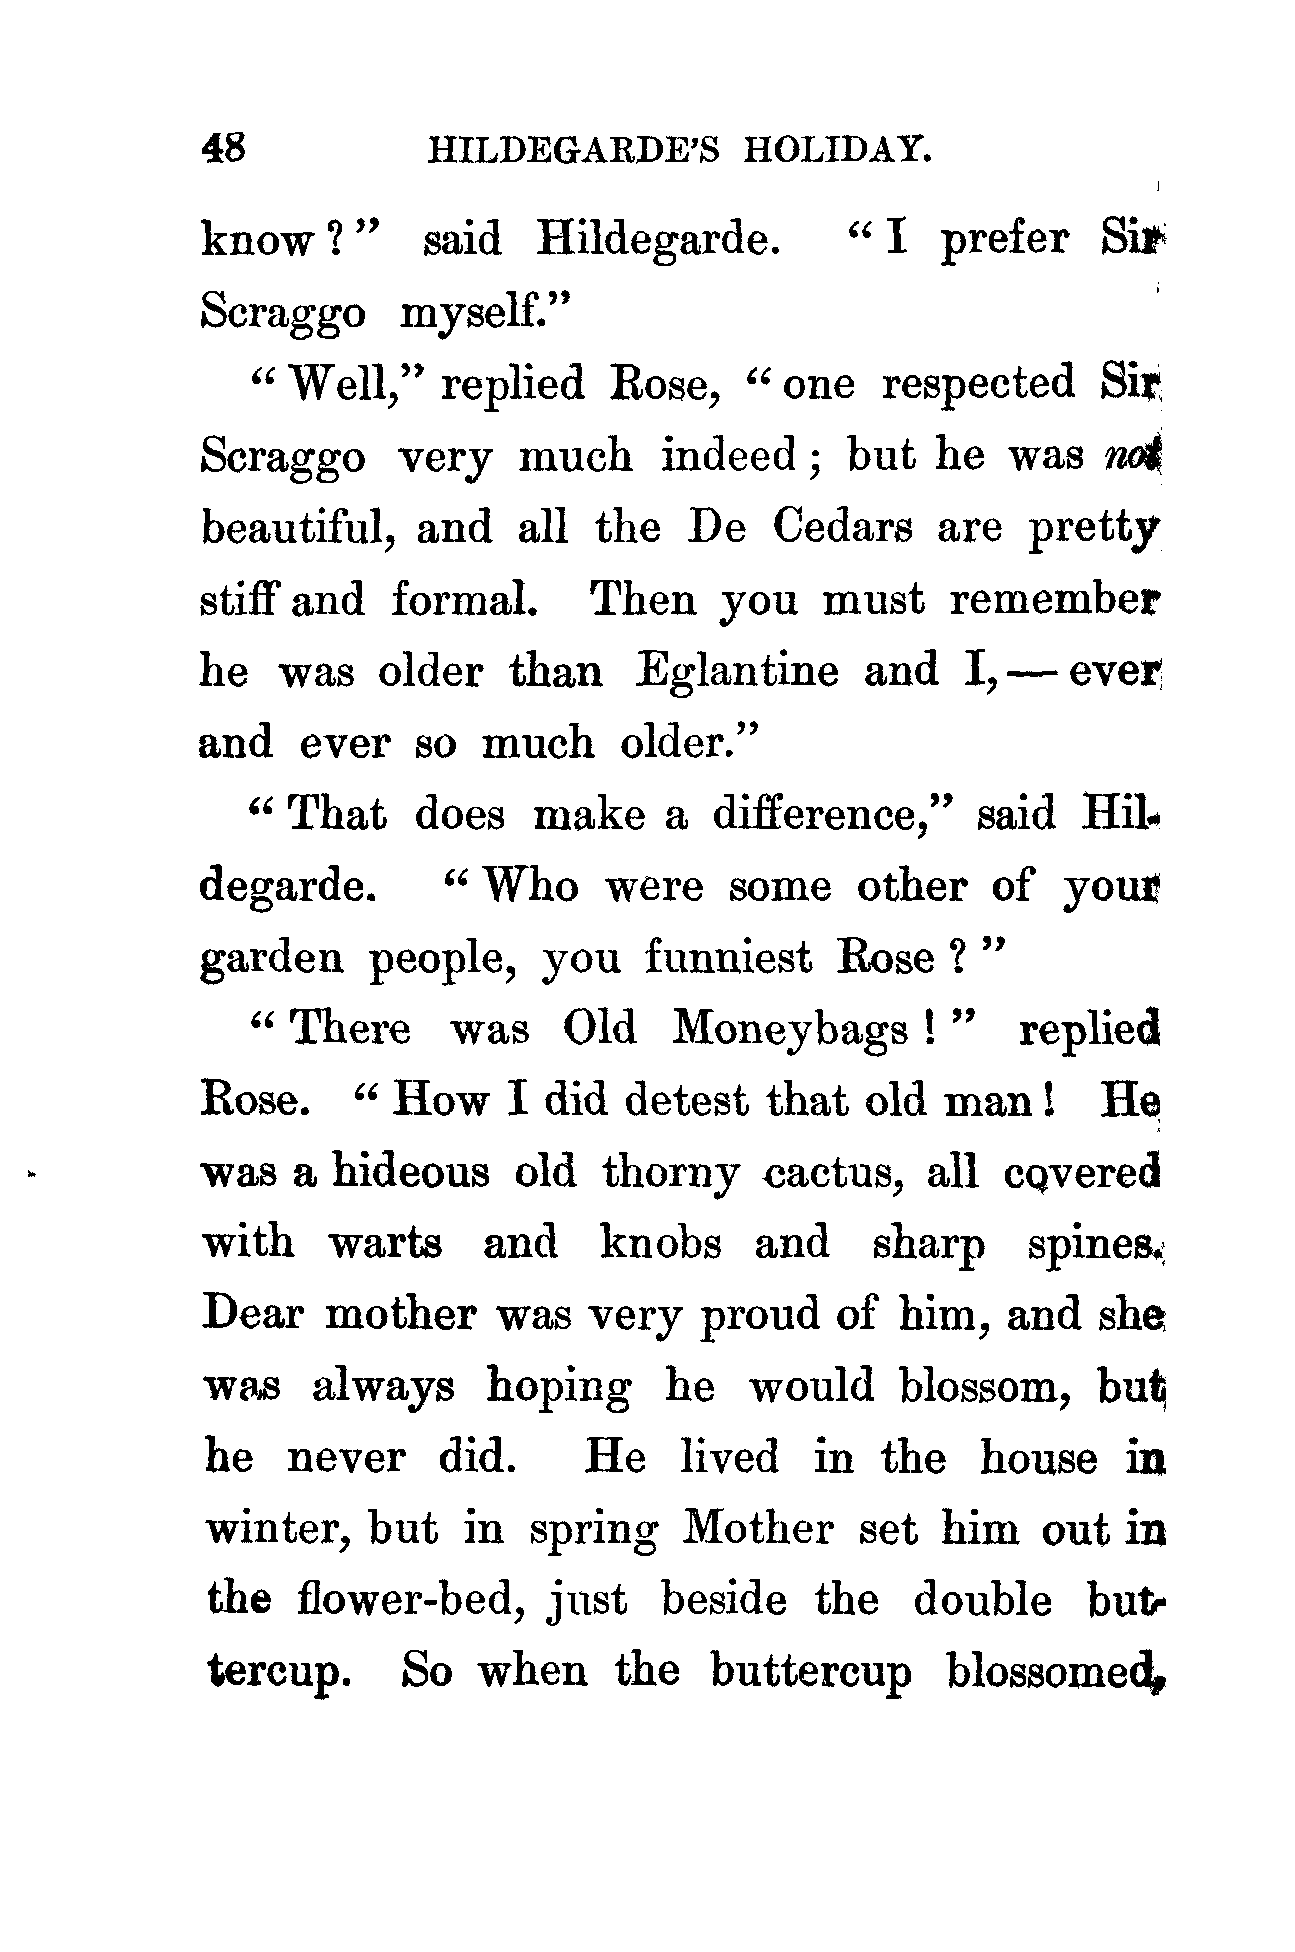 48 HILDEGARDE'S HOLIDAY.
know?” said Hildegarde. “I prefer Sir
Scraggo myself.”
“Well,” replied Rose, “one respected Sir
Scraggo very much indeed; but he was not
beautiful, and all the De Cedars are pretty
stiff and formal. Then you must remember
he was older than Eglantine and I,—ever
and ever so much older.”
“That does make a difference,” said Hil-
degarde. “Who were some other of your
garden people, you funniest Rose?”
“There was Old Moneybags!” replied
Rose. “How I did detest that old man! He
was a hideous old thorny cactus, all covered
with warts and knobs and sharp spines.
Dear mother was very proud of him, and she
was always hoping he would blossom, but
he never did. He lived in the house in
winter, but in spring Mother set him out in
the flower-bed, just beside the double but-
tercup. So when the buttercup blossomed,